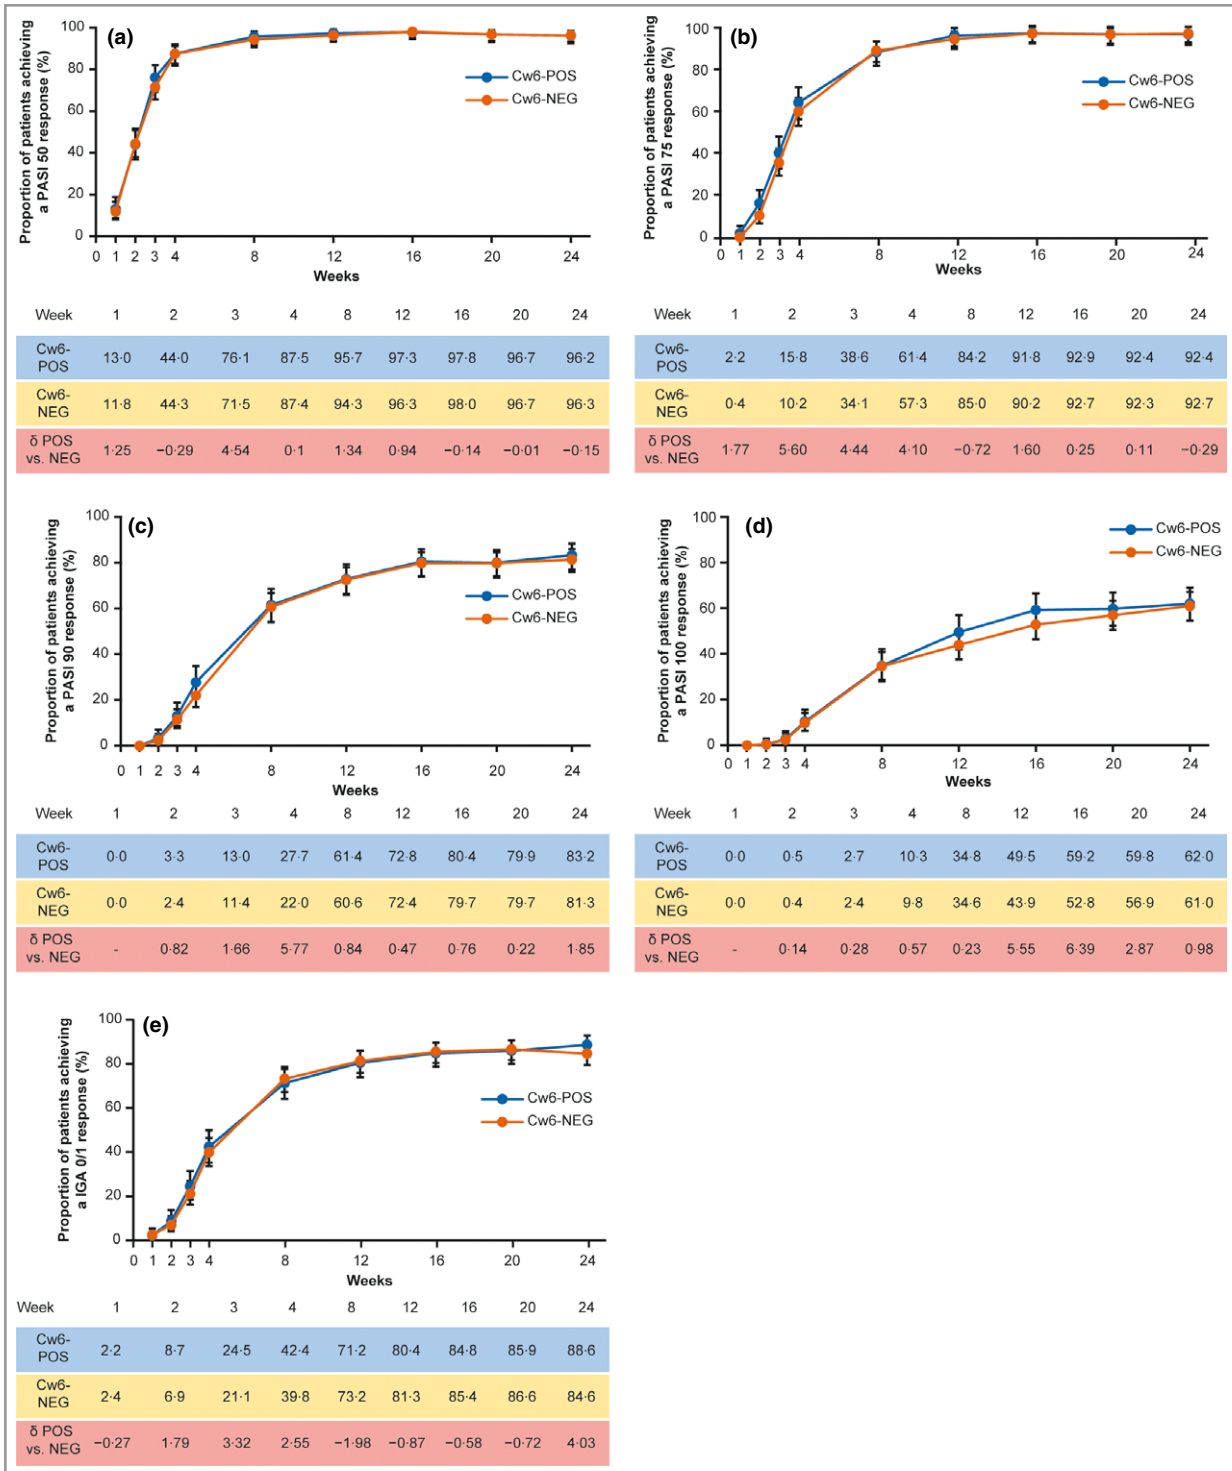 (a)
Proportion of patients achieving
a PASI 50 response (%)
100
80
60
40
20
0
Cw6-POS
Cw6-NEG
0 1 2 3 4 8 12 16 20 24
Weeks
Week 1 2 3 4 8 12 16 20 24
Cw6-
POS 13·0 44·0 76·1 87·5 95·7 97·3 97·8 96·7 96·2
Cw6-
NEG 11·8 44·3 71·5 87·4 94·3 96·3 98·0 96·7 96·3
δ POS
vs. NEG 1·25 −0·29 4·54 0·1 1·34 0·94 −0·14 −0·01 −0·15
(b)
Proportion of patients achieving
a PASI 75 response (%)
100
80
60
40
20
0
Cw6-POS
Cw6-NEG
0 1 2 3 4 8 12 16 20 24
Weeks
Week 1 2 3 4 8 12 16 20 24
Cw6-
POS 2·2 15·8 38·6 61·4 84·2 91·8 92·9 92·4 92·4
Cw6-
NEG 0·4 10·2 34·1 57·3 85·0 90·2 92·7 92·3 92·7
δ POS
vs. NEG 1·77 5·60 4·44 4·10 −0·72 1·60 0·25 0·11 −0·29
(c)
Proportion of patients achieving
a PASI 90 response (%)
100
80
60
40
20
0
Cw6-POS
Cw6-NEG
0 1 2 3 4 8 12 16 20 24
Weeks
Week 1 2 3 4 8 12 16 20 24
Cw6-
POS 0·0 3·3 13·0 27·7 61·4 72·8 80·4 79·9 83·2
Cw6-
NEG 0·0 2·4 11·4 22·0 60·6 72·4 79·7 79·7 81·3
δ POS
vs. NEG - 0·82 1·66 5·77 0·84 0·47 0·76 0·22 1·85
(d)
Proportion of patients achieving
a PASI 100 response (%)
100
80
60
40
20
0
Cw6-POS
Cw6-NEG
0 1 2 3 4 8 12 16 20 24
Weeks
Week 1 2 3 4 8 12 16 20 24
Cw6-
POS 0·0 0·5 2·7 10·3 34·8 49·5 59·2 59·8 62·0
Cw6-
NEG 0·0 0·4 2·4 9·8 34·6 43·9 52·8 56·9 61·0
δ POS
vs. NEG - 0·14 0·28 0·57 0·23 5·55 6·39 2·87 0·98
(e)
Proportion of patients achieving
a IGA 0/1 response (%)
100
80
60
40
20
0
Cw6-POS
Cw6-NEG
0 1 2 3 4 8 12 16 20 24
Weeks
Week 1 2 3 4 8 12 16 20 24
Cw6-
POS 2·2 8·7 24·5 42·4 71·2 80·4 84·8 85·9 88·6
Cw6-
NEG 2·4 6·9 21·1 39·8 73·2 81·3 85·4 86·6 84·6
δ POS
vs. NEG −0·27 1·79 3·32 2·55 −1·98 −0·87 −0·58 −0·72 4·03